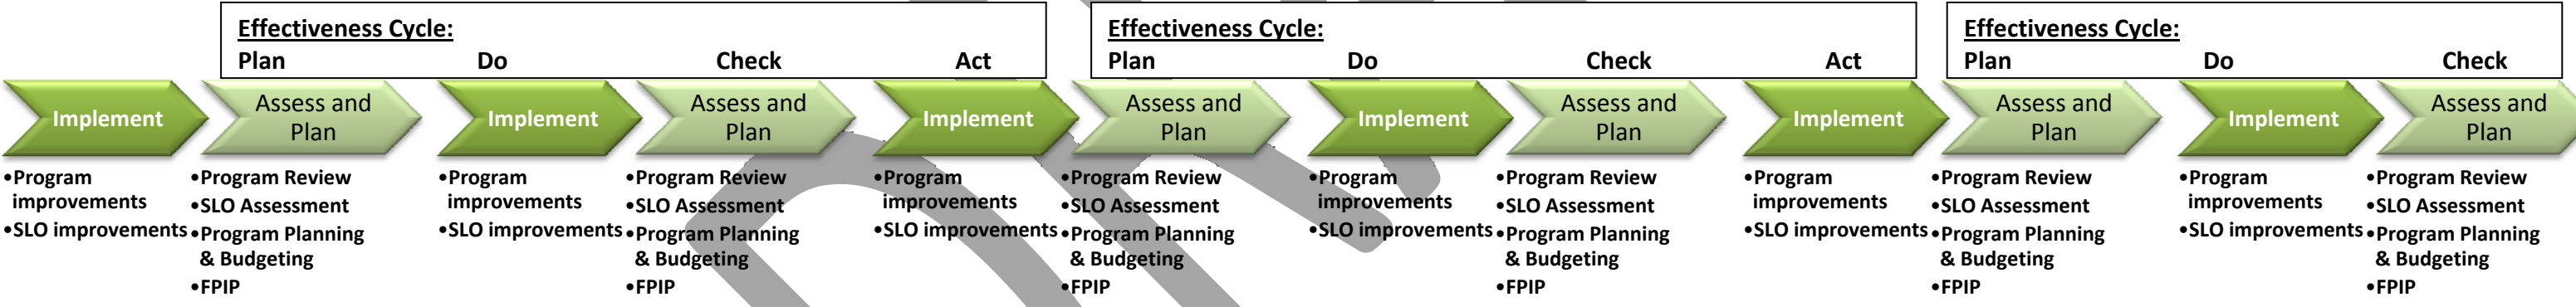 Effectiveness Cycle:
Plan Do Check Act
Effectiveness Cycle:
Plan Do Check Act
Effectiveness Cycle:
Plan Do Check
Implement
Assess and
Plan
Implement
Assess and
Plan
Implement
Assess and
Plan
Implement
Assess and
Plan
Implement
Assess and
Plan
Implement
Assess and
Plan
•Program
improvements
•SLO improvements
•Program Review
•SLO Assessment
•Program Planning
& Budgeting
•FPIP
•Program
improvements
•SLO improvements
•Program Review
•SLO Assessment
•Program Planning
& Budgeting
•FPIP
•Program
improvements
•SLO improvements
•Program Review
•SLO Assessment
•Program Planning
& Budgeting
•FPIP
•Program
improvements
•SLO improvements
•Program Review
•SLO Assessment
•Program Planning
& Budgeting
•FPIP
•Program
improvements
•SLO improvements
•Program Review
•SLO Assessment
•Program Planning
& Budgeting
•FPIP
•Program
improvements
•SLO improvements
•Program Review
•SLO Assessment
•Program Planning
& Budgeting
•FPIP